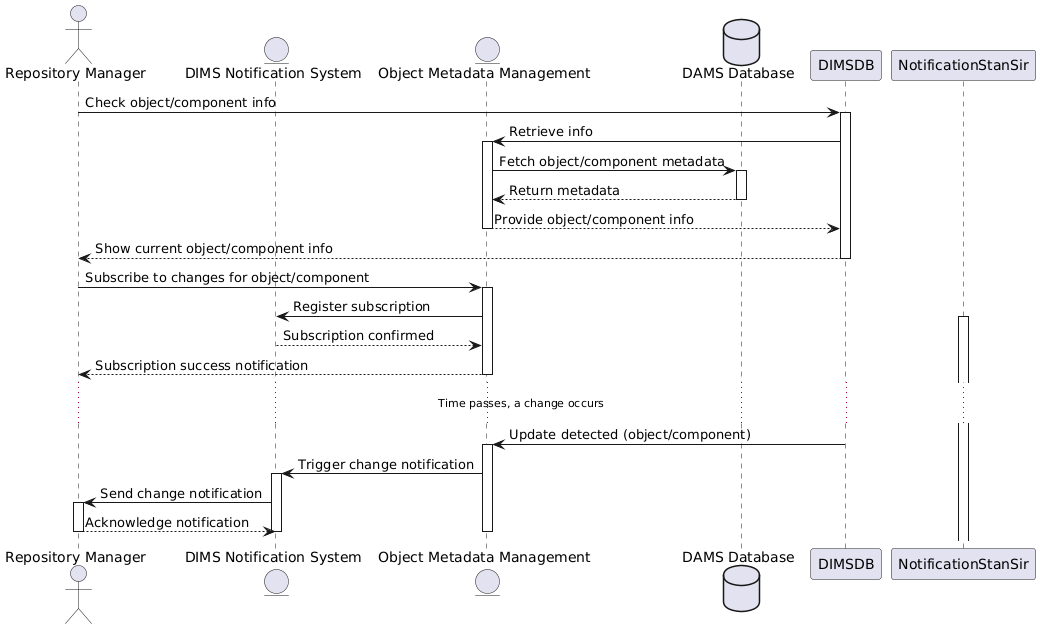 Repository Manager
DIMS Notification System
Object Metadata Management
DAMS Database
DIMSDB
NotificationStanSir
Check object/component info
Retrieve info
Fetch object/component metadata
Return metadata
Provide object/component info
Show current object/component info
Subscribe to changes for object/component
Register subscription
Subscription confirmed
Subscription success notification
Time passes, a change occurs
Update detected (object/component)
Trigger change notification
Send change notification
Acknowledge notification
Repository Manager
DIMS Notification System
Object Metadata Management
DAMS Database
DIMSDB
NotificationStanSir